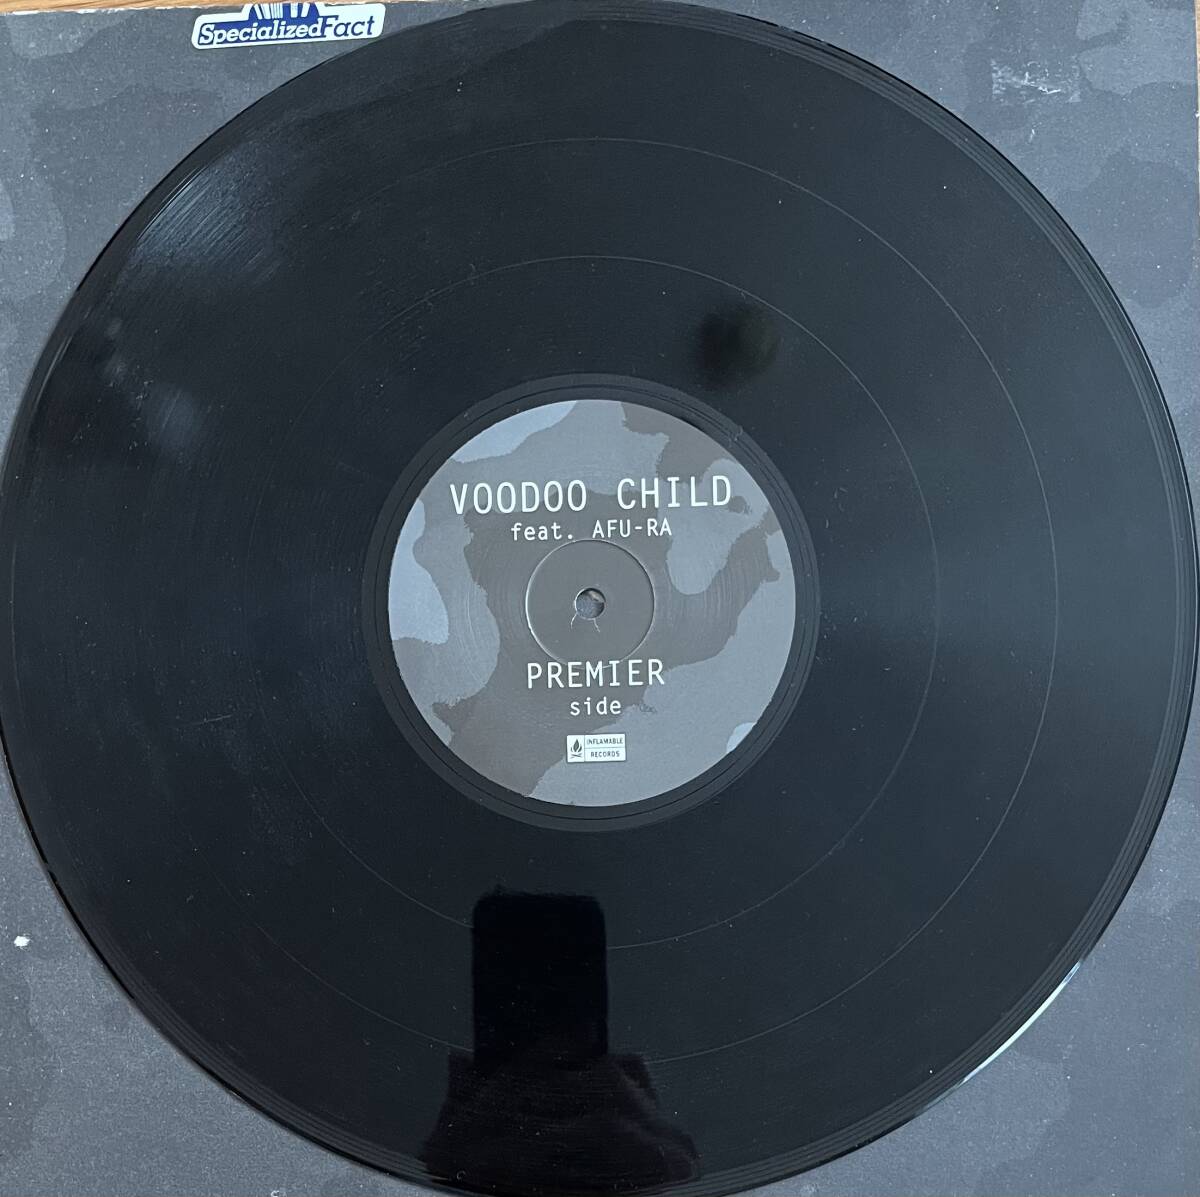 SpecializedFact
VOODOO CHILD
feat. AFU-RA
PREMIER
side
INFLAMABLE
RECORDS